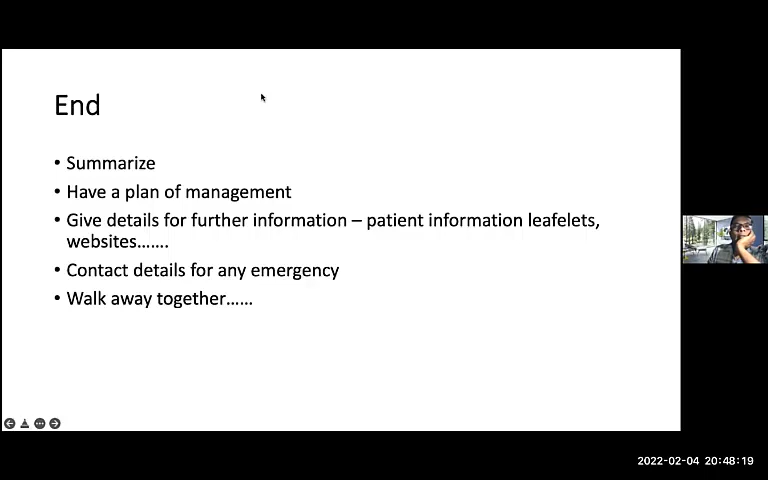 End
• Summarize
• Have a plan of management
• Give details for further information – patient information leafelets,
websites…….
• Contact details for any emergency
• Walk away together……
2022-02-04 20:48:19